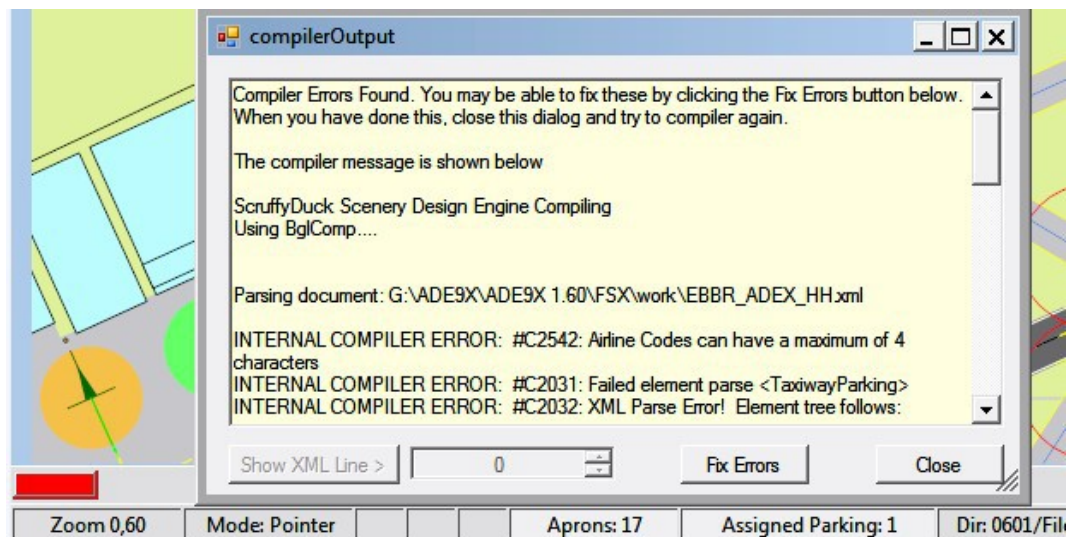 compilerOutput
Compiler Errors Found. You may be able to fix these by clicking the Fix Errors button below.
When you have done this, close this dialog and try to compiler again.
The compiler message is shown below
ScruffyDuck Scenery Design Engine Compiling
Using BglComp....
Parsing document: G:\ADE9X\ADE9X 1.60\FSX\work\EBBR_ADEX_HH.xml
INTERNAL COMPILER ERROR:  #C2542: Airline Codes can have a maximum of 4
characters
INTERNAL COMPILER ERROR:  #C2031: Failed element parse <TaxiwayParking>
INTERNAL COMPILER ERROR:  #C2032: XML Parse Error!  Element tree follows:
Show XML Line > 0 Fix Errors Close
Zoom 0,60 Mode: Pointer Aprons: 17 Assigned Parking: 1 Dir: 0601/File